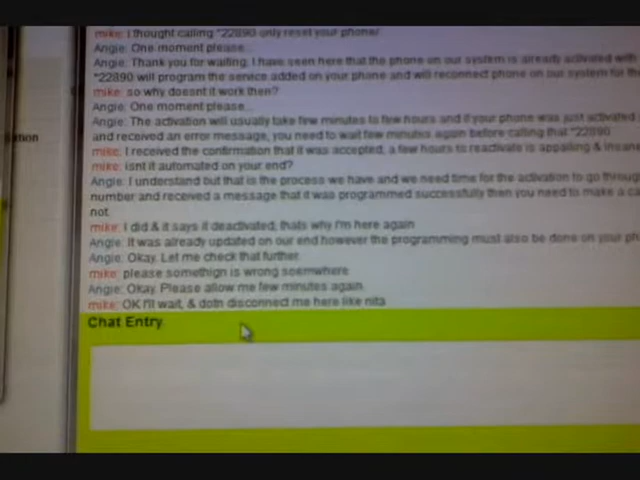 mike: I thought calling *22890 only reset your phone/
Angie: One moment please...
Angie: Thank you for waiting. I have seen here that the phone on our system is already activated with
*22890 will program the service added on your phone and will reconnect phone on our system for the
mike: so why doesnt it work then?
Angie: One moment please...
Angie: The activation will usually take few minutes to few hours and if your phone was just activated
and received an error message, you need to wait few minutes again before calling that *22890.
mike: I received the confirmation that it was accepted, a few hours to reactivate is appalling & insane
mike: isnt it automated on your end?
Angie: I understand but that is the process we have and we need time for the activation to go through
number and received a message that it was programmed successfully then you need to make a
not.
mike: I did & it says it deactivated, thats why I'm here again
Angie: It was already updated on our end however the programming must also be done on your
Angie: Okay. Let me check that further.
mike: please somethign is wrong soemwhere
Angie: Okay. Please allow me few minutes again.
mike: OK I'll wait, & dotn disconnect me here like nita
Chat Entry